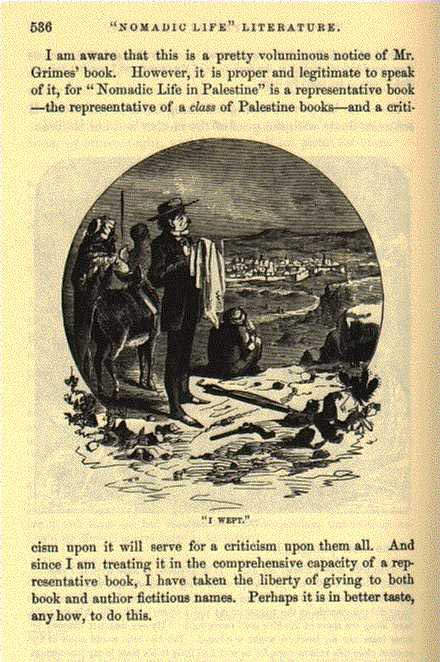 536 "NOMADIC LIFE" LITERATURE.
I am aware that this is a pretty voluminous notice of Mr.
Grimes' book. However, it is proper and legitimate to speak
of it, for "Nomadic Life in Palestine" is a representative book
—the representative of a class of Palestine books—and a criti-
"I WEPT."
cism upon it will serve for a criticism upon them all. And
since I am treating it in the comprehensive capacity of a rep-
resentative book, I have taken the liberty of giving to both
book and author fictitious names. Perhaps it is in better taste,
any how, to do this.